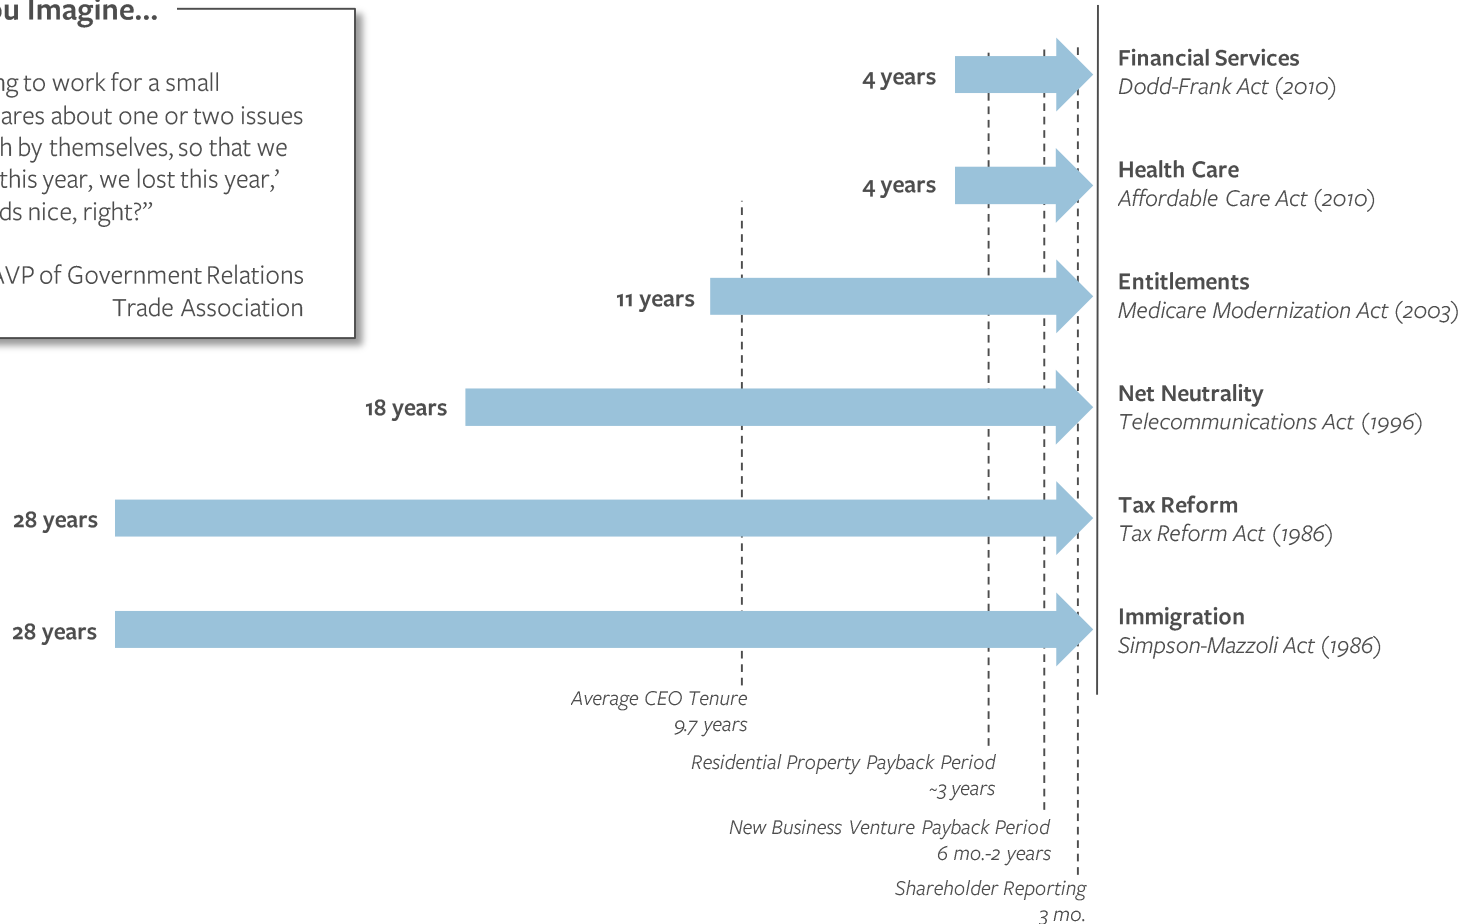 ou Imagine...
ng to work for a small
ares about one or two issues
h by themselves, so that we
this year, we lost this year,’
ds nice, right?”
AVP of Government Relations
Trade Association
4 years
Financial Services
Dodd-Frank Act (2010)
4 years
Health Care
Affordable Care Act (2010)
11 years
Entitlements
Medicare Modernization Act (2003)
18 years
Net Neutrality
Telecommunications Act (1996)
28 years
Tax Reform
Tax Reform Act (1986)
28 years
Immigration
Simpson-Mazzoli Act (1986)
Average CEO Tenure
9.7 years
Residential Property Payback Period
~3 years
New Business Venture Payback Period
6 mo.-2 years
Shareholder Reporting
3 mo.